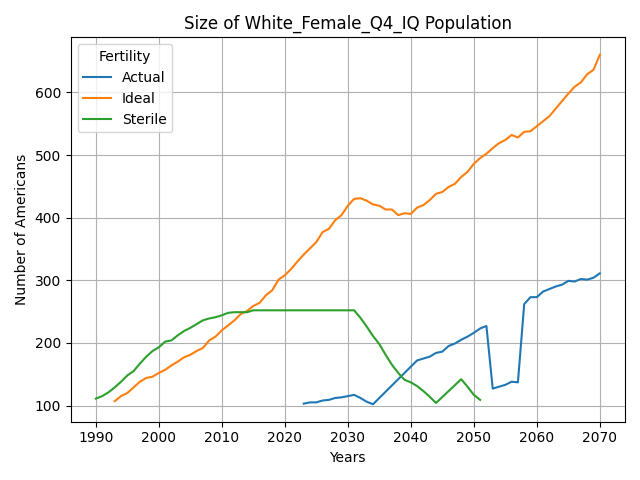 Size of White_Female_Q4_IQ Population
Fertility
Actual
Ideal
Sterile
Number of Americans
600
500
400
300
200
100
1990 2000 2010 2020 2030 2040 2050 2060 2070
Years